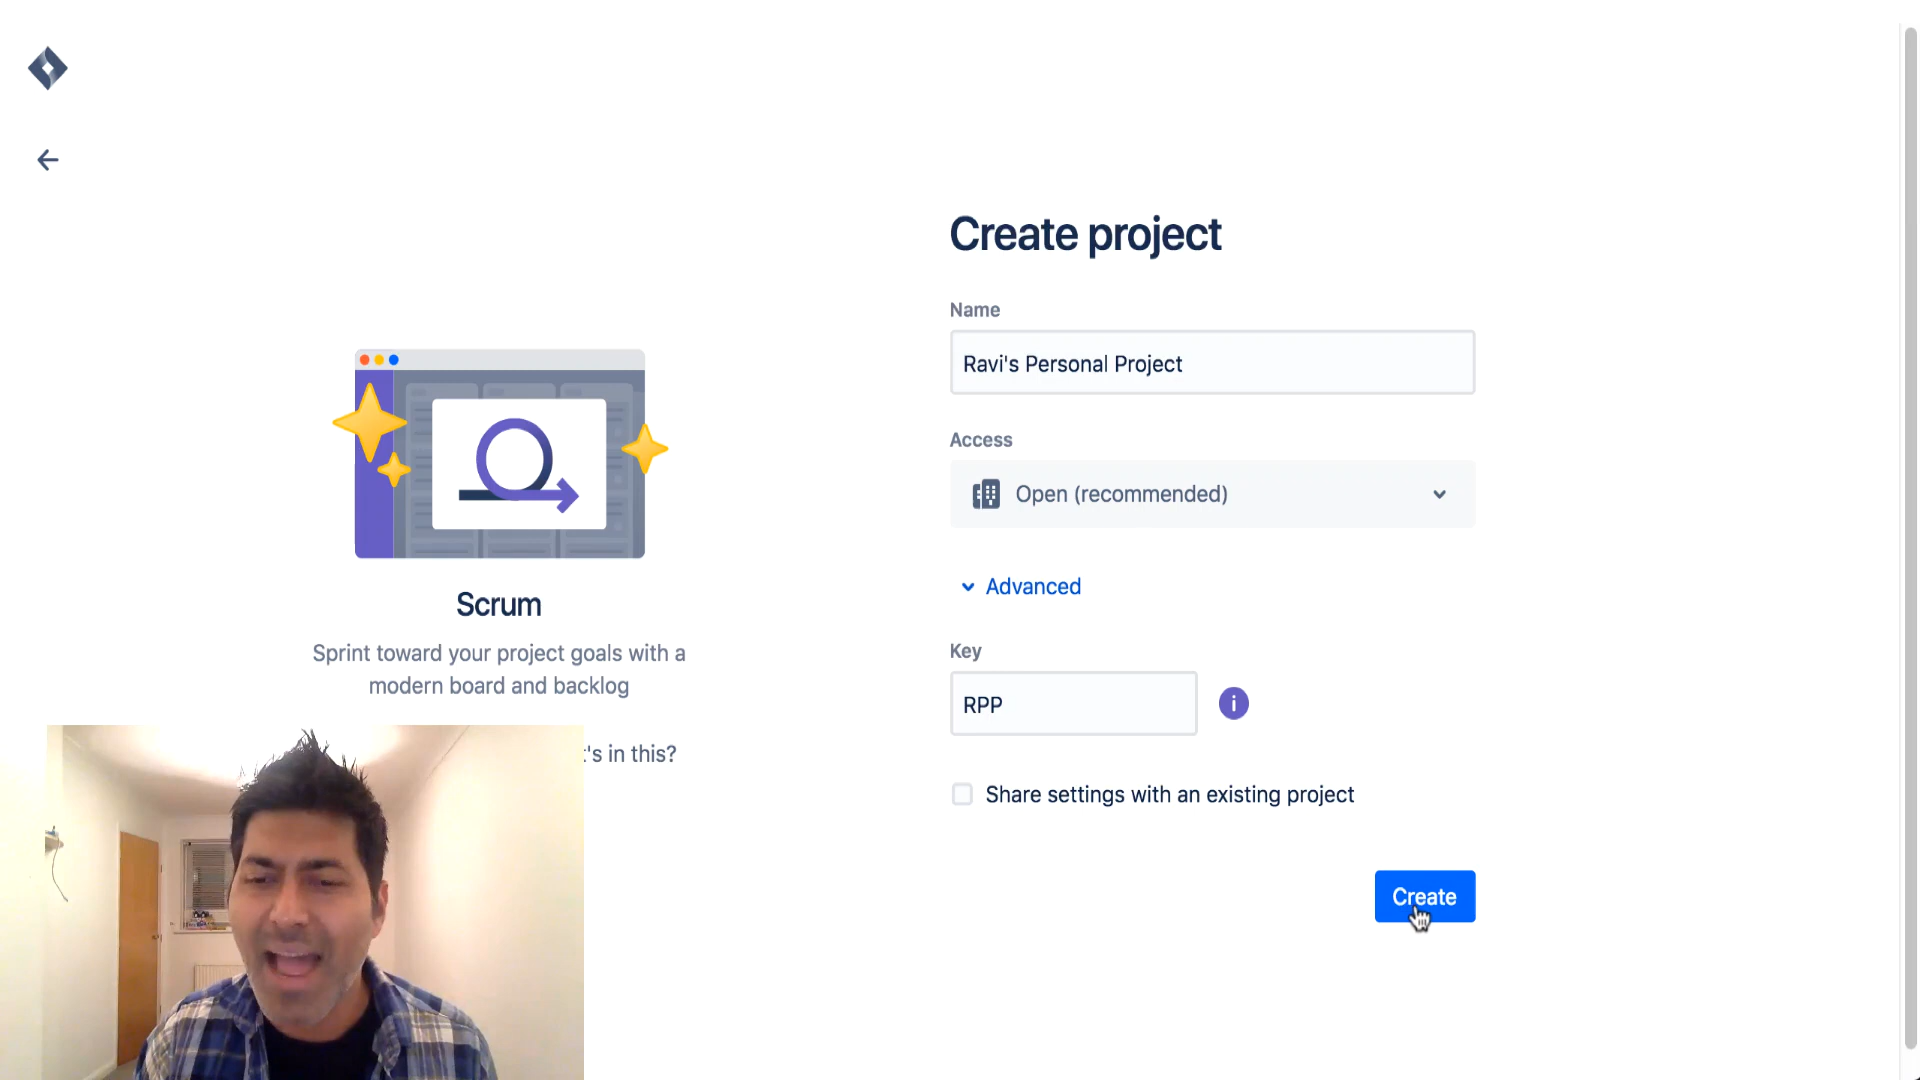 Create project
Name
Ravi's Personal Project
Access
Open (recommended)
Advanced
Key
RPP
i
Share settings with an existing project
Create
Scrum
Sprint toward your project goals with a
modern board and backlog
's in this?